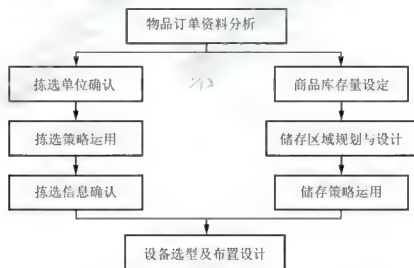 物品订单资料分析
拣选单位确认
商品库存量设定
拣选策略运用
储存区域规划与设计
拣选信息确认
储存策略运用
设备选型及布置设计